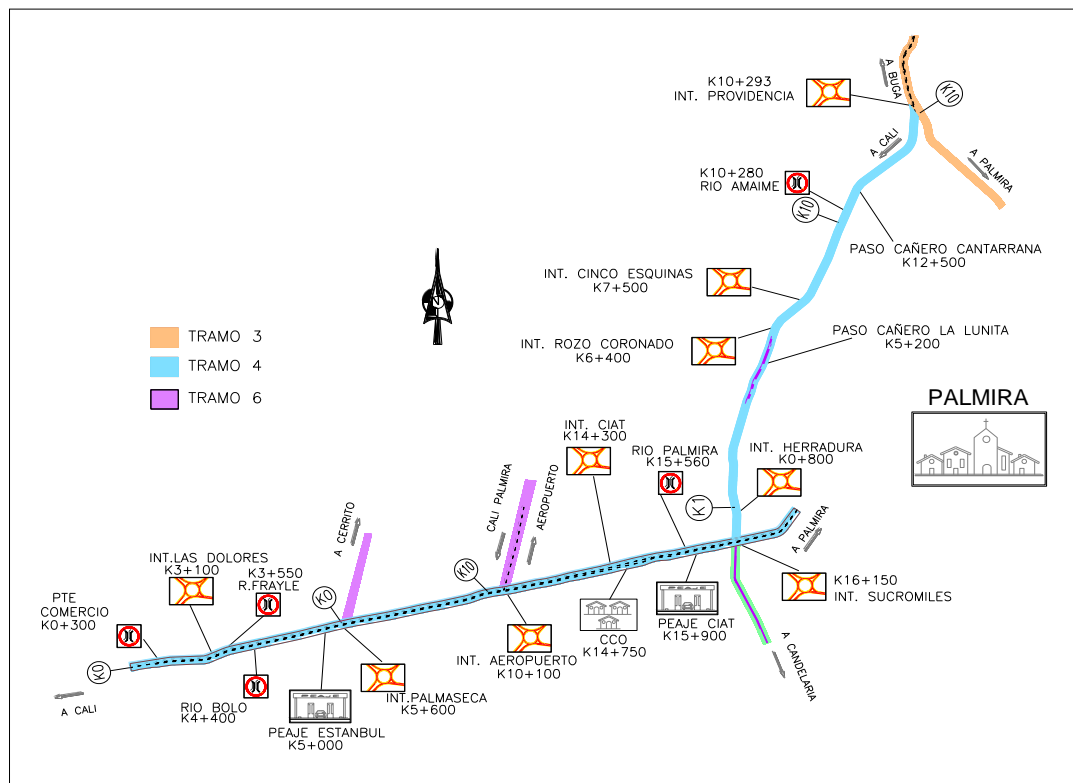 K10+293
INT. PROVIDENCIA
A BUGA
K10
A CALI
A PALMIRA
K10+280
RIO AMAIME
K10
PASO CAÑERO CANTARRANA
K12+500
INT. CINCO ESQUINAS
K7+500
INT. ROZO CORONADO
K6+400
PASO CAÑERO LA LUNITA
K5+200
TRAMO 3
TRAMO 4
TRAMO 6
PALMIRA
INT. CIAT
K14+300
RIO PALMIRA
K15+560
INT. HERRADURA
K0+800
K1
CALI PALMIRA
AEROPUERTO
A CERRITO
A PALMIRA
INT.LAS DOLORES
K3+100
K3+550
R.FRAYLE
K0
K10
PTE
COMERCIO
K0+300
K0
A CALI
RIO BOLO
K4+400
PEAJE
PEAJE ESTANBUL
K5+000
INT.PALMASECA
K5+600
INT. AEROPUERTO
K10+100
CCO
K14+750
PEAJE
PEAJE CIAT
K15+900
K16+150
INT. SUCROMILES
A CANDELARIA